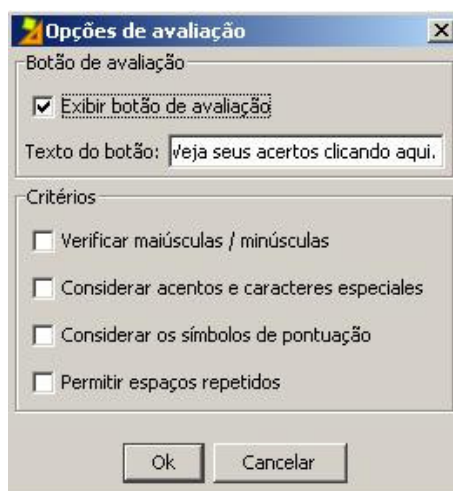 Opções de avaliação
Botão de avaliação
Exibir botão de avaliação
Texto do botão: Veja seus acertos clicando aqui.
Critérios
Verificar maiúsculas / minúsculas
Considerar acentos e caracteres especiales
Considerar os símbolos de pontuação
Permitir espaços repetidos
Ok Cancelar